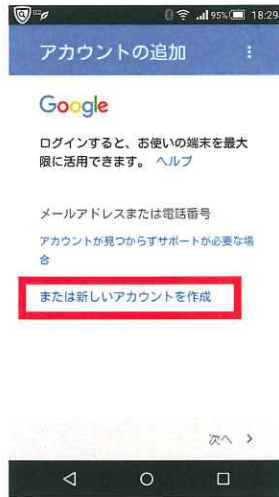 95% 18:29
アカウントの追加
Google
ログインすると、お使いの端末を最大
限に活用できます。 ヘルプ
メールアドレスまたは電話番号
アカウントが見つからずサポートが必要な場
合
または新しいアカウントを作成
次へ